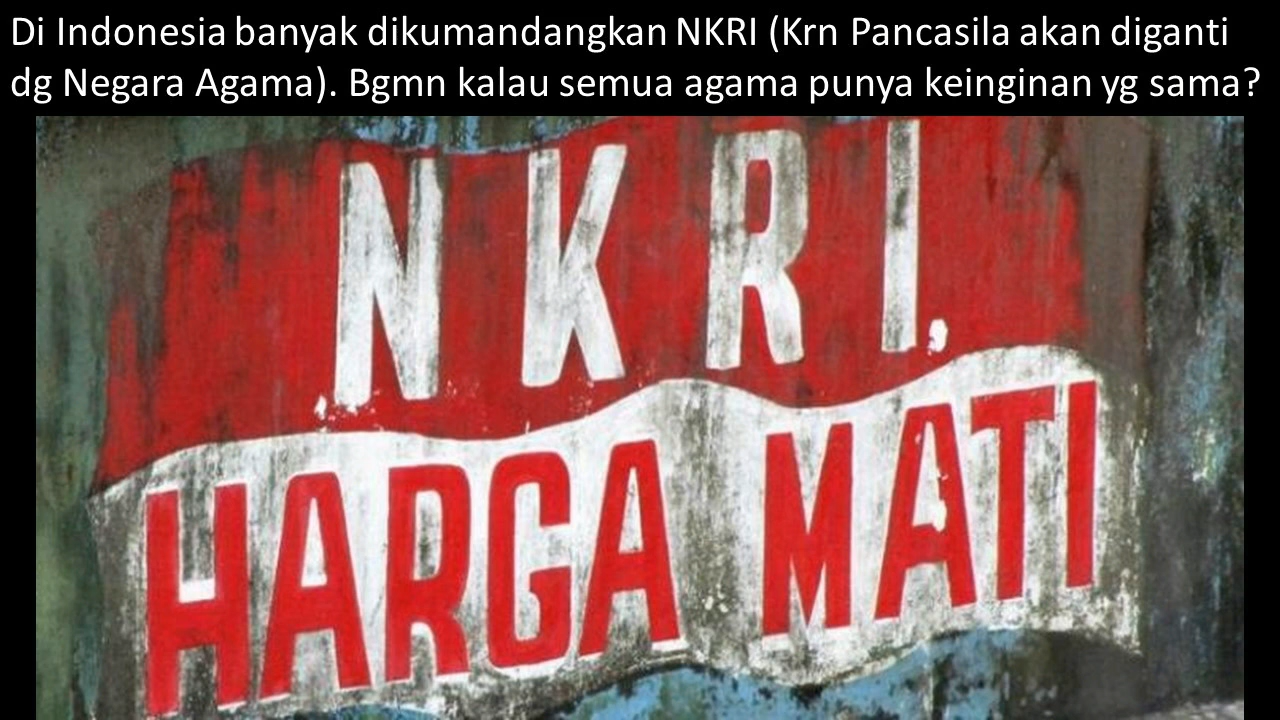 Di Indonesia banyak dikumandangkan NKRI (Krn Pancasila akan diganti
dg Negara Agama). Bgmn kalau semua agama punya keinginan yg sama?
NKRI
HARGA MATI